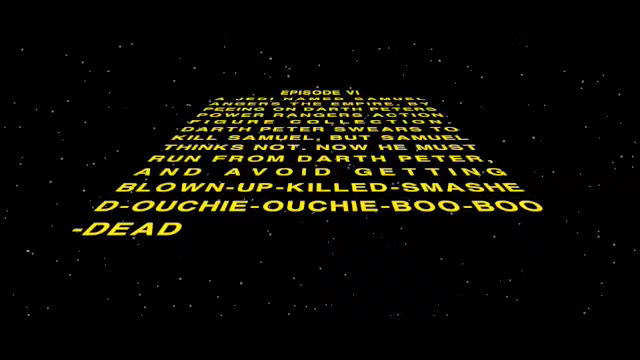 EPISODE VI
A JEDI NAMED SAMUEL
ANGERS THE EMPIRE, BY
PEEING ON DARTH PETERS
POWER RANGERS ACTION
FIGURE COLLECTION.
DARTH PETER SWEARS TO
KILL SAMUEL, BUT SAMUEL
THINKS NOT. NOW HE MUST
RUN FROM DARTH PETER,
AND AVOID GETTING
BLOWN-UP-KILLED-SMASHE
D-OUCHIE-OUCHIE-BOO-BOO
-DEAD